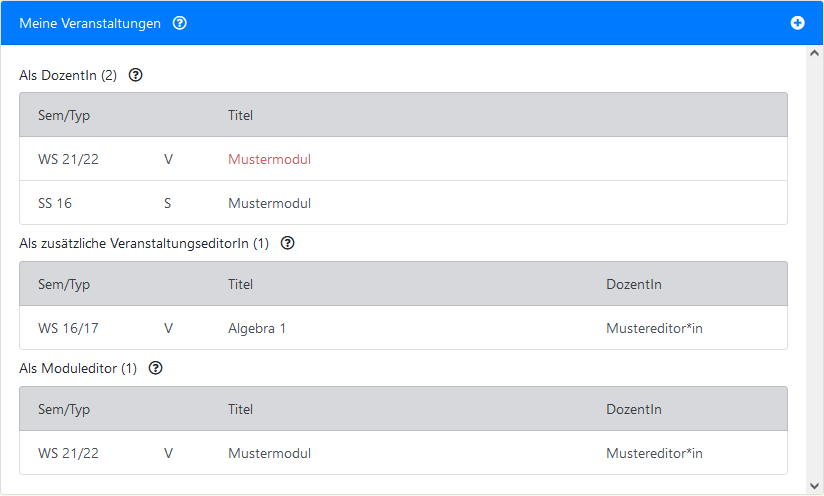 Meine Veranstaltungen
Als DozentIn (2)
Sem/Typ Titel
WS 21/22 V Mustermodul
SS 16 S Mustermodul
Als zusätzliche VeranstaltungseditorIn (1)
Sem/Typ Titel DozentIn
WS 16/17 V Algebra 1 Mustereditor*in
Als Moduleditor (1)
Sem/Typ Titel DozentIn
WS 21/22 V Mustermodul Mustereditor*in